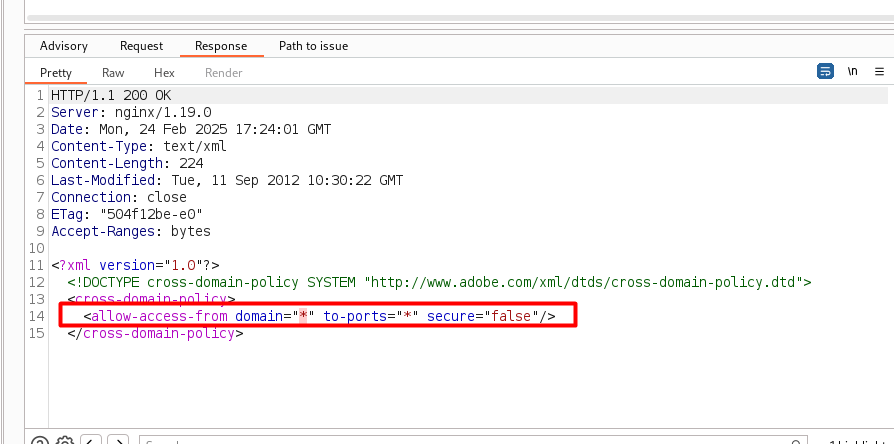 Advisory Request Response Path to issue
Pretty Raw Hex Render \n ≡
1 HTTP/1.1 200 OK
2 Server: nginx/1.19.0
3 Date: Mon, 24 Feb 2025 17:24:01 GMT
4 Content-Type: text/xml
5 Content-Length: 224
6 Last-Modified: Tue, 11 Sep 2012 10:30:22 GMT
7 Connection: close
8 ETag: "504f12be-e0"
9 Accept-Ranges: bytes
10
11 <?xml version="1.0"?>
12 <!DOCTYPE cross-domain-policy SYSTEM "http://www.adobe.com/xml/dtds/cross-domain-policy.dtd">
13 <cross-domain-policy>
14 <allow-access-from domain="*" to-ports="*" secure="false"/>
15 </cross-domain-policy>